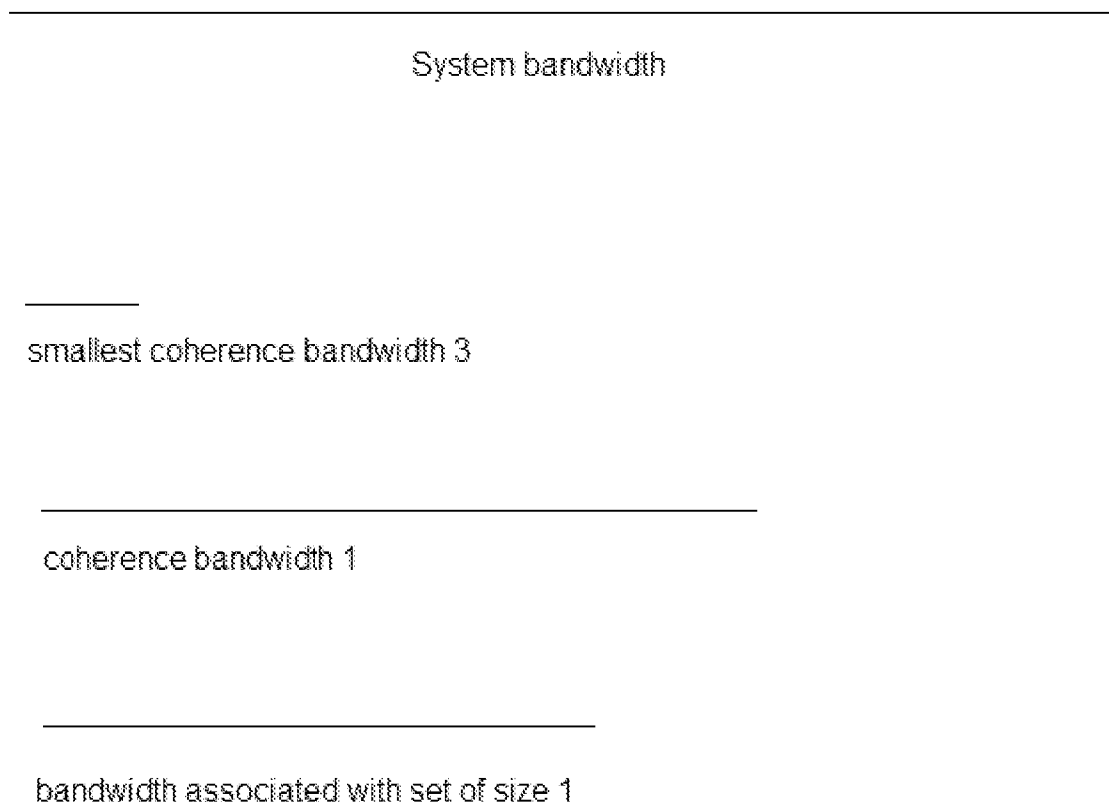 System bandwidth
smallest coherence bandwidth 3
coherence bandwidth 1
bandwidth associated with set of size 1